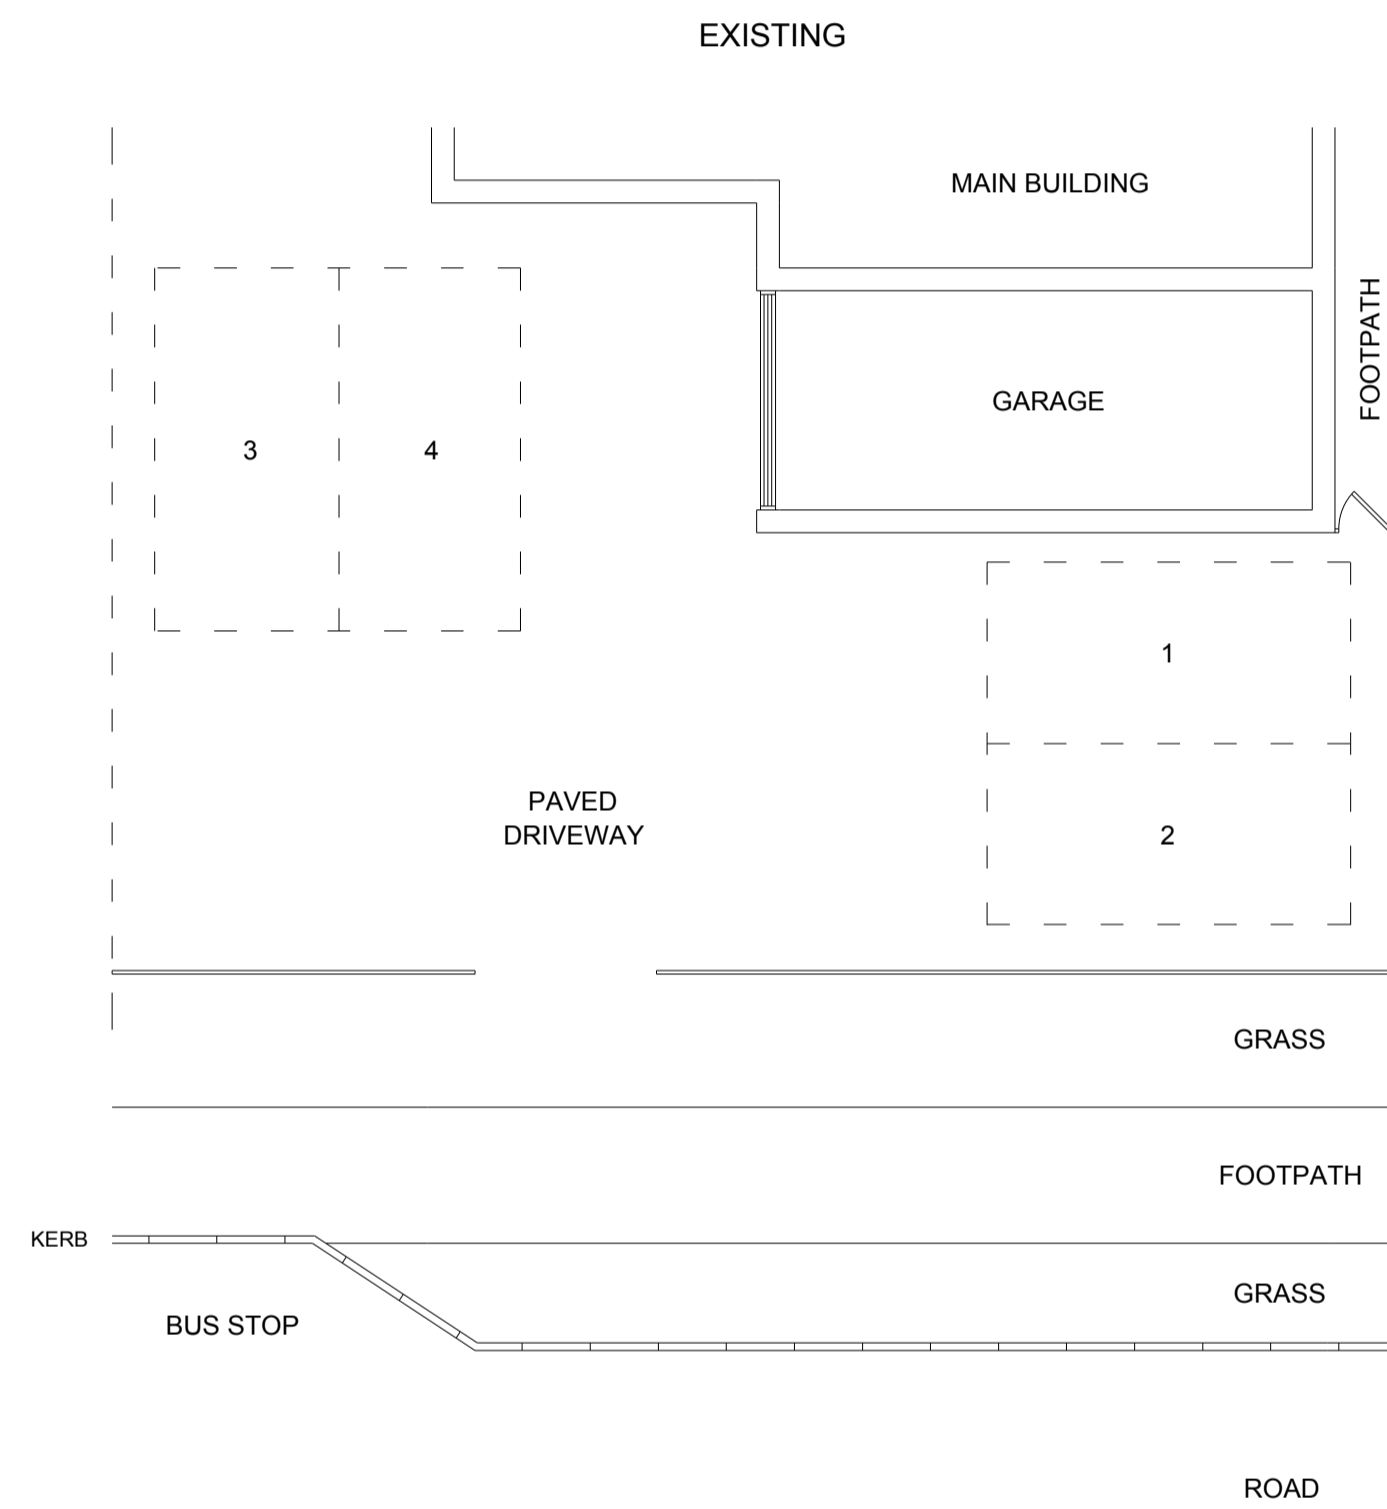 EXISTING
MAIN BUILDING
FOOTPATH
GARAGE
3
4
1
PAVED
DRIVEWAY
2
GRASS
FOOTPATH
KERB
GRASS
BUS STOP
ROAD